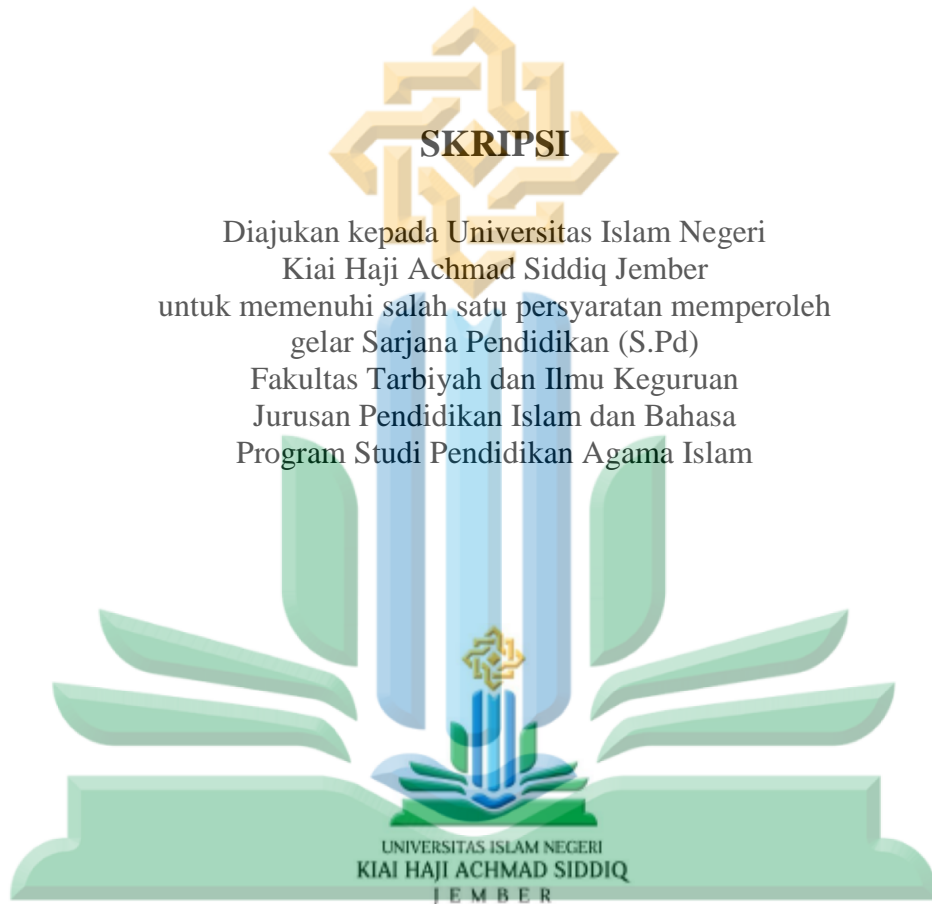 SKRIPSI
Diajukan kepada Universitas Islam Negeri
Kiai Haji Achmad Siddiq Jember
untuk memenuhi salah satu persyaratan memperoleh
gelar Sarjana Pendidikan (S.Pd)
Fakultas Tarbiyah dan Ilmu Keguruan
Jurusan Pendidikan Islam dan Bahasa
Program Studi Pendidikan Agama Islam
UNIVERSITAS ISLAM NEGERI
KIAI HAJI ACHMAD SIDDIQ
JEMBER